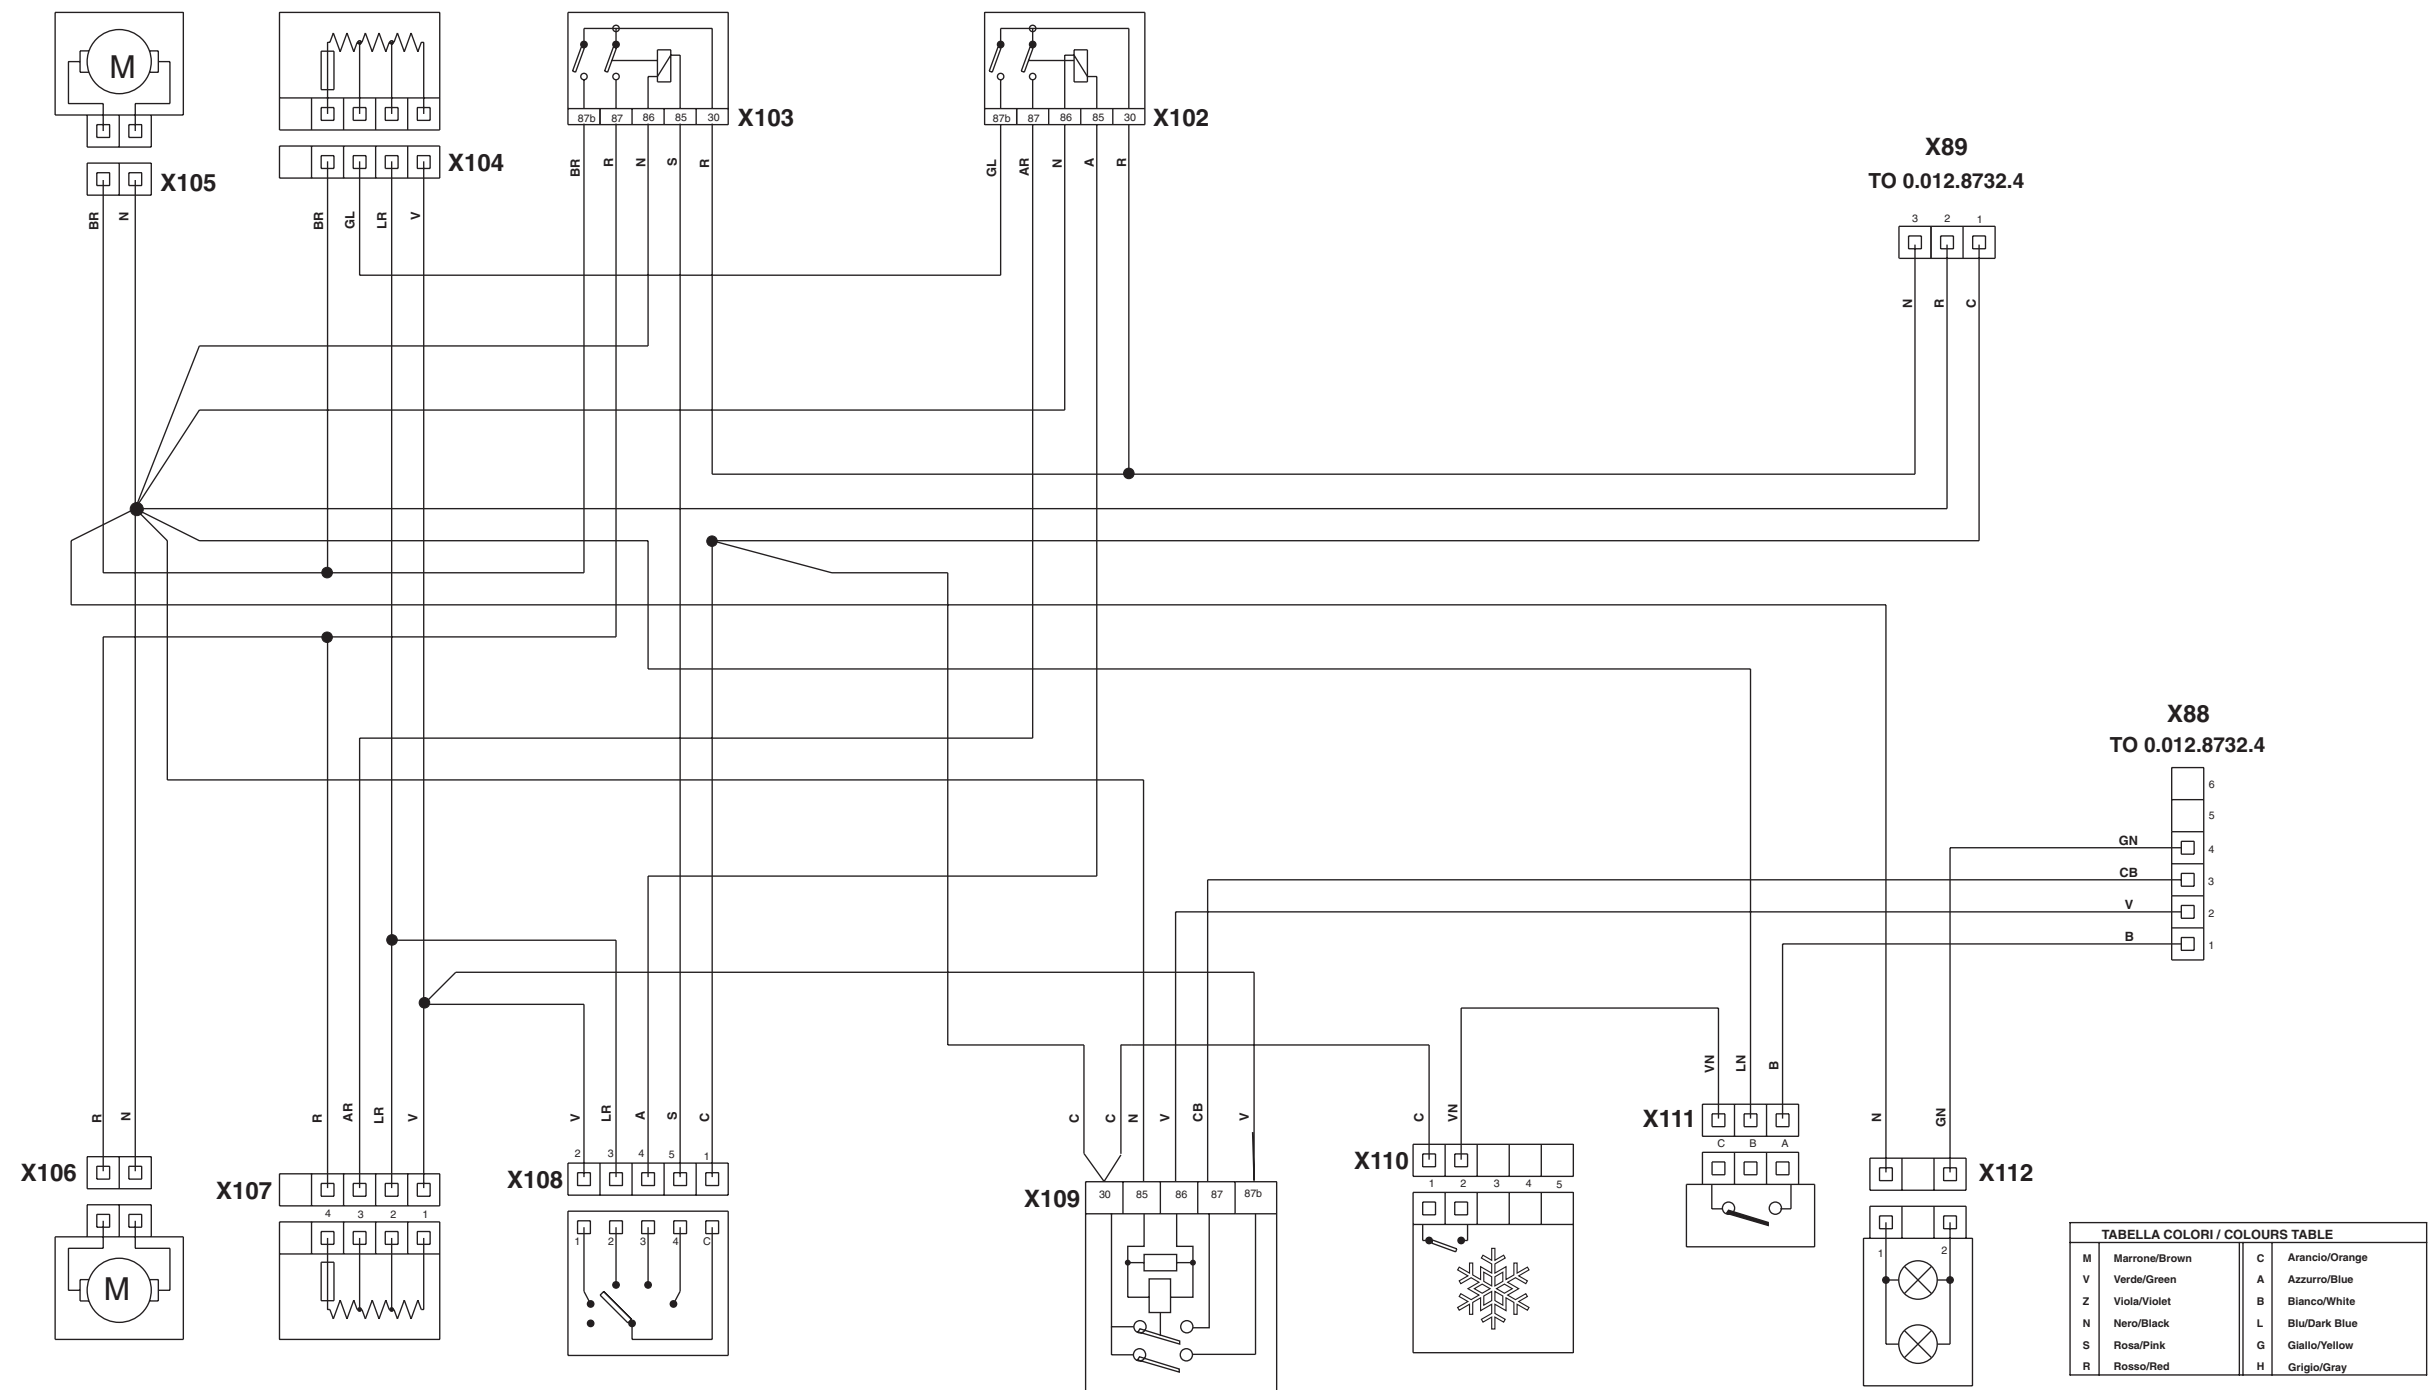 M
X105
BR N
X104
BR GL LR V
87b 87 86 85 30
X103
BR R N S R
87b 87 86 85 30
X102
GL AR N A R
X89
TO 0.012.8732.4
3 2 1
N R C
X88
TO 0.012.8732.4
6
5
GN 4
CB 3
V 2
B 1
R N
X106
M
R AR LR V
X107
4 3 2 1
V LR A S C
2 3 4 5 1
X108
1 2 3 4 C
C C N V CB V
X109
30 85 86 87 87b
C VN
X110
1 2 3 4 5
VN LN B
X111
C B A
N GN
X112
1 2
TABELLA COLORI / COLOURS TABLE
M Marrone/Brown C Arancio/Orange
V Verde/Green A Azzurro/Blue
Z Viola/Violet B Bianco/White
N Nero/Black L Blu/Dark Blue
S Rosa/Pink G Giallo/Yellow
R Rosso/Red H Grigio/Gray